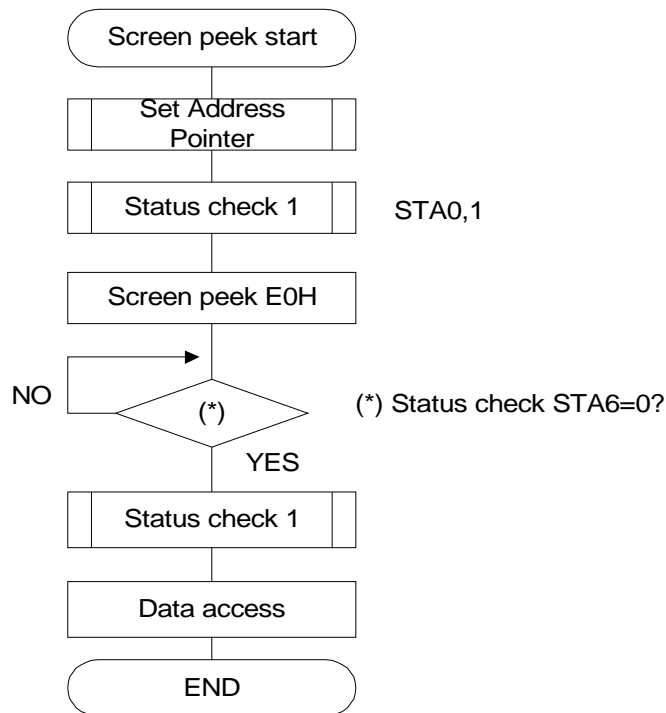 Screen peek start
Set Address
Pointer
Status check 1
STA0,1
Screen peek E0H
NO
(*)
(*) Status check STA6=0?
YES
Status check 1
Data access
END